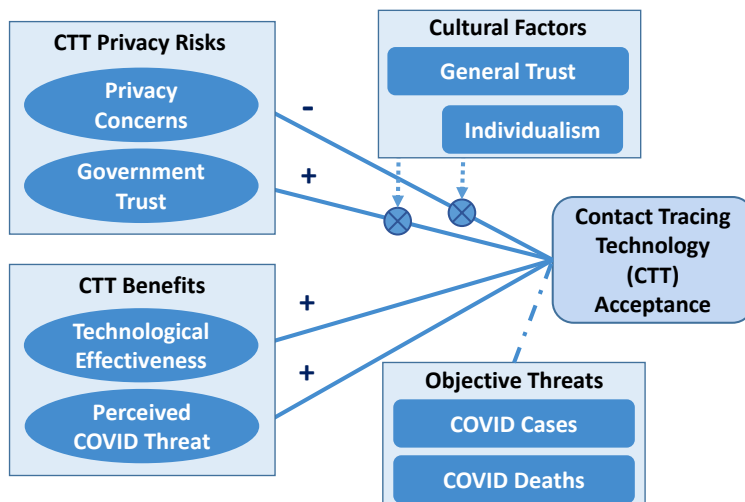 CTT Privacy Risks
Privacy
Concerns
Government
Trust
-
+
Cultural Factors
General Trust
Individualism
Contact Tracing
Technology
(CTT)
Acceptance
CTT Benefits
Technological
Effectiveness
Perceived
COVID Threat
+
+
Objective Threats
COVID Cases
COVID Deaths